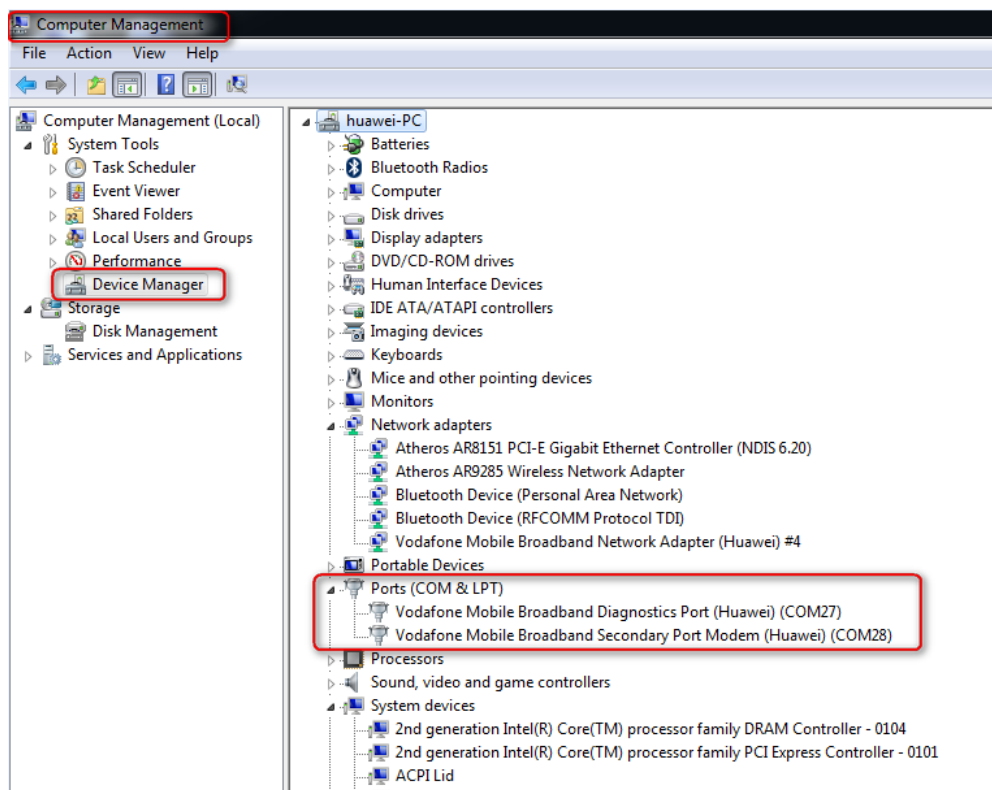 Computer Management
File Action View Help
Computer Management (Local)
System Tools
Task Scheduler
Event Viewer
Shared Folders
Local Users and Groups
Performance
Device Manager
Storage
Disk Management
Services and Applications
huawei-PC
Batteries
Bluetooth Radios
Computer
Disk drives
Display adapters
DVD/CD-ROM drives
Human Interface Devices
IDE ATA/ATAPI controllers
Imaging devices
Keyboards
Mice and other pointing devices
Monitors
Network adapters
Atheros AR8151 PCI-E Gigabit Ethernet Controller (NDIS 6.20)
Atheros AR9285 Wireless Network Adapter
Bluetooth Device (Personal Area Network)
Bluetooth Device (RFCOMM Protocol TDI)
Vodafone Mobile Broadband Network Adapter (Huawei) #4
Portable Devices
Ports (COM & LPT)
Vodafone Mobile Broadband Diagnostics Port (Huawei) (COM27)
Vodafone Mobile Broadband Secondary Port Modem (Huawei) (COM28)
Processors
Sound, video and game controllers
System devices
2nd generation Intel(R) Core(TM) processor family DRAM Controller - 0104
2nd generation Intel(R) Core(TM) processor family PCI Express Controller - 0101
ACPI Lid